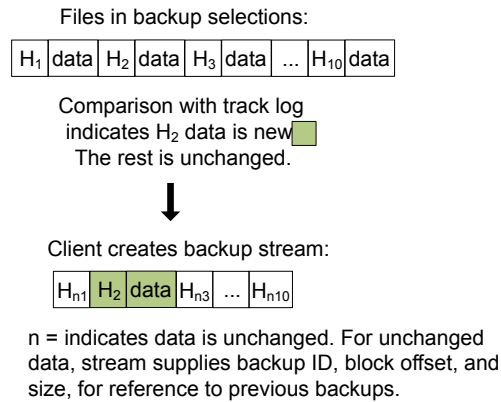 Files in backup selections:
H₁ data H₂ data H₃ data ... H₁₀ data
Comparison with track log
indicates H₂ data is new
The rest is unchanged.
Client creates backup stream:
Hₙ₁ H₂ data Hₙ₃ ... Hₙ₁₀
n = indicates data is unchanged. For unchanged
data, stream supplies backup ID, block offset, and
size, for reference to previous backups.